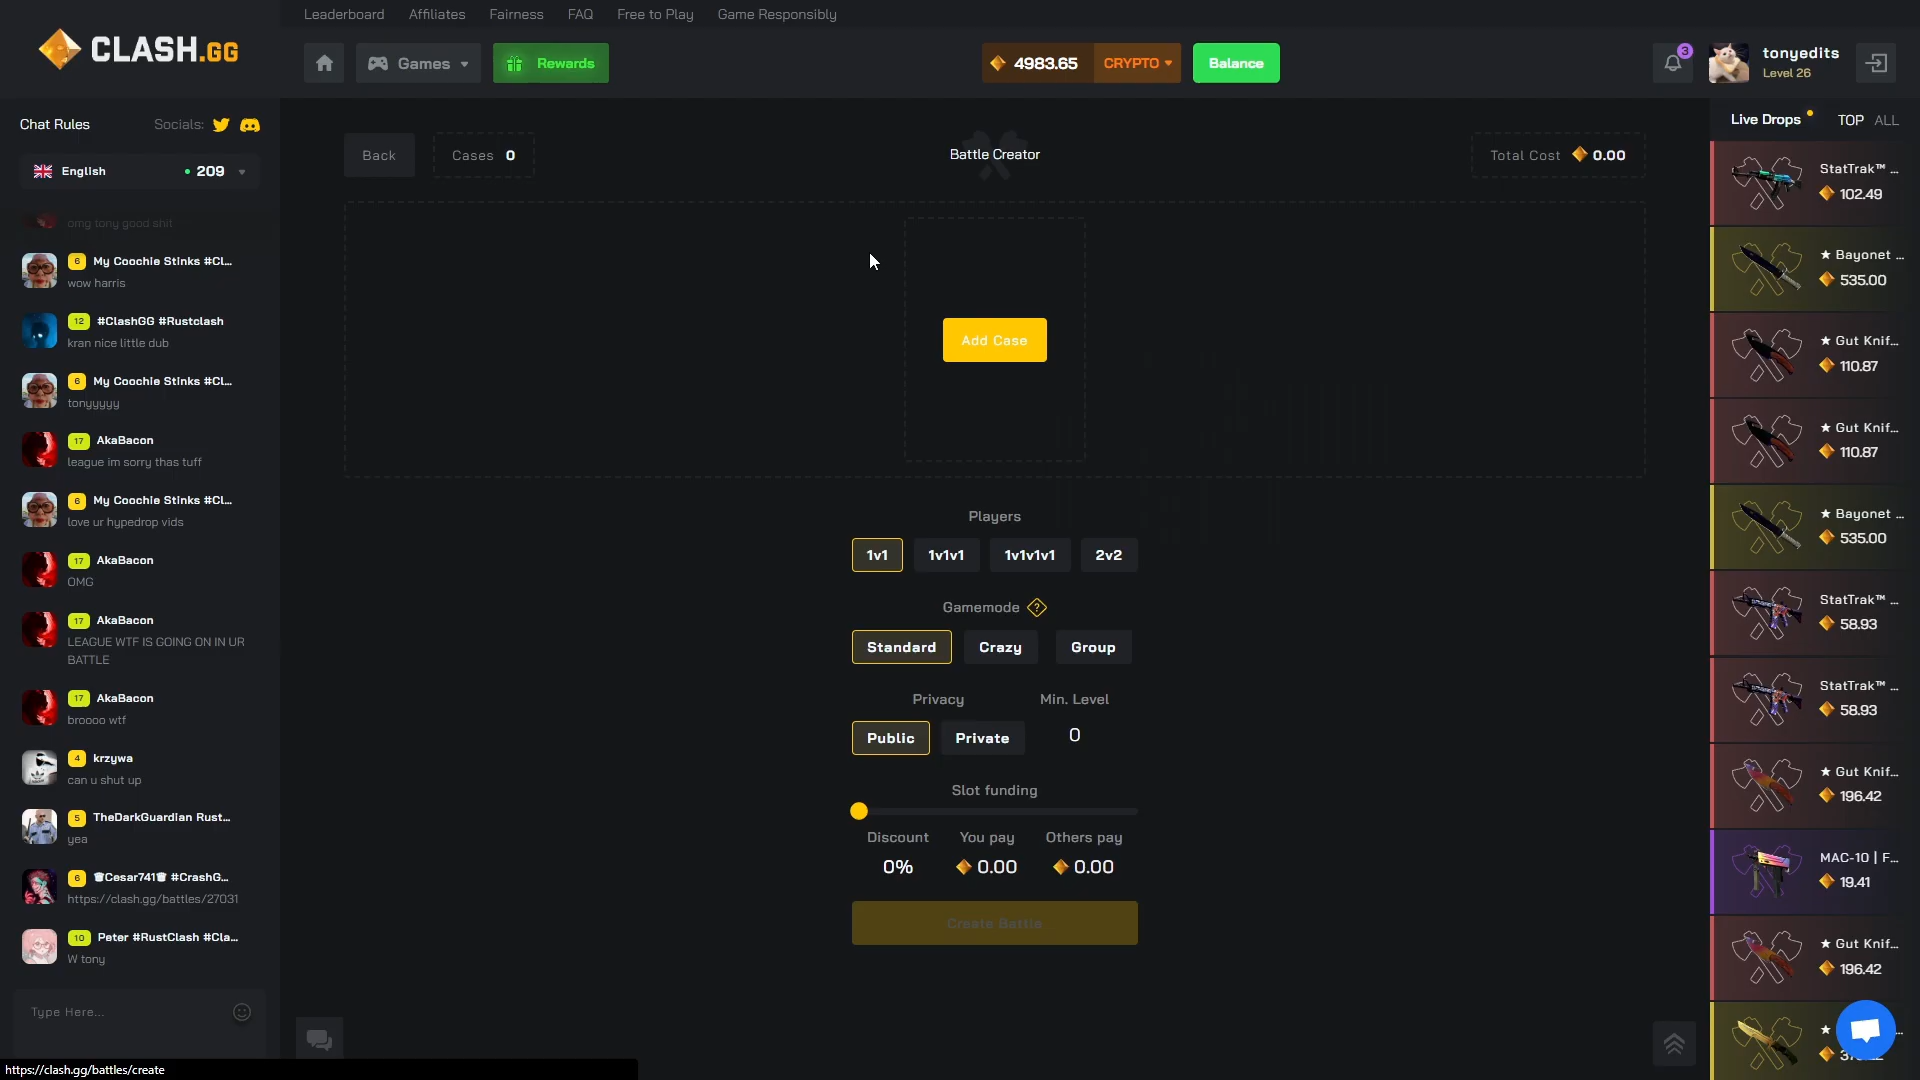 Leaderboard Affiliates Fairness FAQ Free to Play Game Responsibly
CLASH.GG
Games
Rewards
4983.65 CRYPTO
Balance
3
tonyedits
Level 26
Chat Rules
Socials:
English
209
omg tony good shit
6 My Coochie Stinks #Cl...
wow harris
12 #ClashGG #Rustclash
kran nice little dub
6 My Coochie Stinks #Cl...
tonyyyyy
17 AkaBacon
league im sorry thas tuff
6 My Coochie Stinks #Cl...
love ur hypedrop vids
17 AkaBacon
OMG
17 AkaBacon
LEAGUE WTF IS GOING ON IN UR
BATTLE
17 AkaBacon
broooo wtf
4 krzywa
can u shut up
5 TheDarkGuardian Rust...
yea
6 ♛Cesar741♛ #CrashG...
https://clash.gg/battles/27031
10 Peter #RustClash #Cla...
W tony
Type Here...
https://clash.gg/battles/create
Back
Cases 0
Battle Creator
Total Cost 0.00
Add Case
Players
1v1 1v1v1 1v1v1v1 2v2
Gamemode ?
Standard Crazy Group
Privacy Min. Level
Public Private 0
Slot funding
Discount You pay Others pay
0% 0.00 0.00
Create Battle
Live Drops TOP ALL
StatTrak™ ...
102.49
★ Bayonet ...
535.00
★ Gut Knif...
110.87
★ Gut Knif...
110.87
★ Bayonet ...
535.00
StatTrak™ ...
58.93
StatTrak™ ...
58.93
★ Gut Knif...
196.42
MAC-10 | F...
19.41
★ Gut Knif...
196.42
★